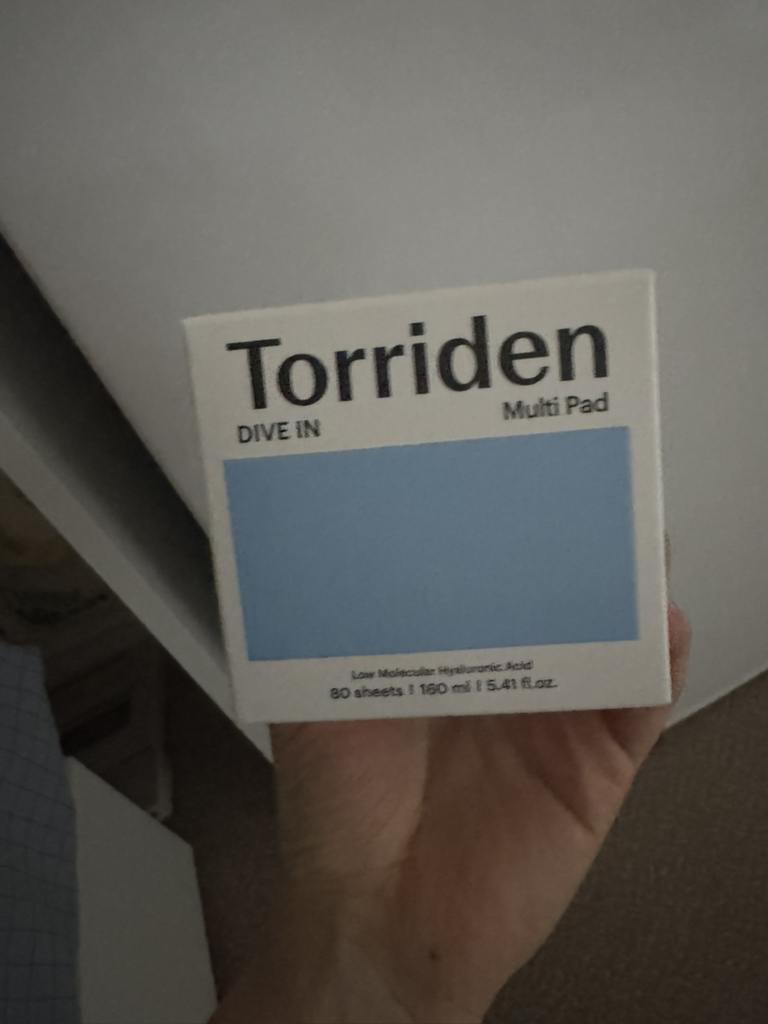 Torriden
DIVE IN Multi Pad
Low Molecular Hyaluronic Acid
80 sheets | 160 ml | 5.41 fl.oz.